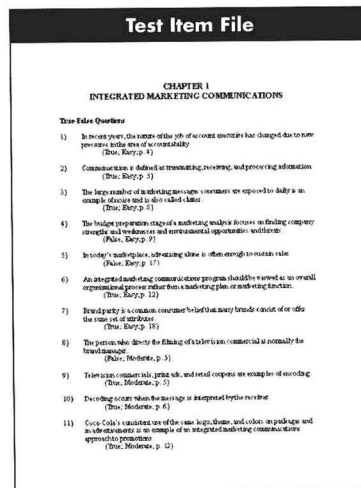 Test Item File
CHAPTER 1
INTEGRATED MARKETING COMMUNICATIONS
True-False Questions
1) In recent years, the nature of the job of account executive has changed due to new
pressures in the area of accountability.
(True; Easy; p. 4)
2) Communication is defined as transmitting, receiving, and processing information.
(True; Easy; p. 5)
3) The large number of marketing messages consumers are exposed to daily is an
example of noise and is also called clutter.
(True; Easy; p. 8)
4) The budget preparation stage of a marketing analysis focuses on finding company
strengths and weaknesses and environmental opportunities and threats.
(False; Easy; p. 9)
5) In today's marketplace, advertising alone is often enough to sustain sales.
(False; Easy; p. 17)
6) An integrated marketing communications program should be viewed as an overall
organizational process rather than a marketing plan or marketing function.
(True; Easy; p. 12)
7) Brand parity is a common consumer belief that many brands consist of or offer
the same set of attributes.
(True; Easy; p. 18)
8) The person who directs the filming of a television commercial is normally the
brand manager.
(False; Moderate; p. 5)
9) Television commercials, print ads, and retail coupons are examples of encoding.
(True; Moderate; p. 5)
10) Decoding occurs when the message is interpreted by the receiver.
(True; Moderate; p. 6)
11) Coca-Cola's consistent use of the same logo, theme, and colors on packages and
in advertisements is an example of an integrated marketing communications
approach to promotions.
(True; Moderate; p. 12)